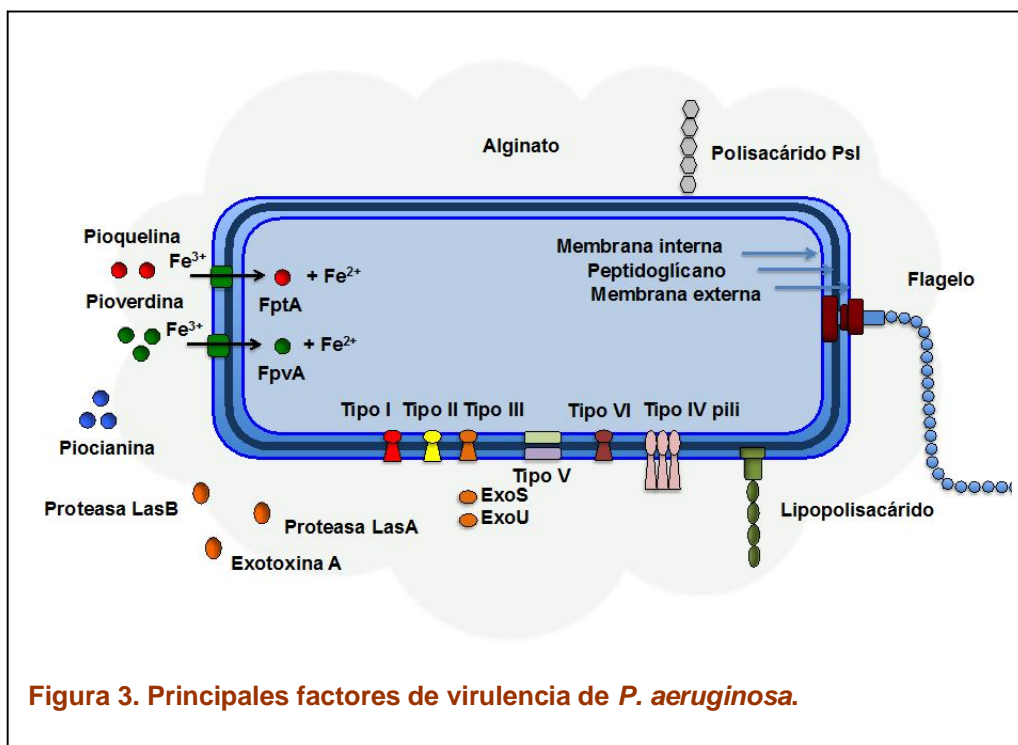 Alginato
Polisacárido Psl
Pioquelina
Fe³⁺
+ Fe²⁺
FptA
Pioverdina
Fe³⁺
+ Fe²⁺
FpvA
Piocianina
Membrana interna
Peptidoglícano
Membrana externa
Flagelo
Tipo I
Tipo II
Tipo III
Tipo V
Tipo VI
Tipo IV pili
ExoS
ExoU
Proteasa LasB
Proteasa LasA
Exotoxina A
Lipopolisacárido
Figura 3. Principales factores de virulencia de P. aeruginosa.